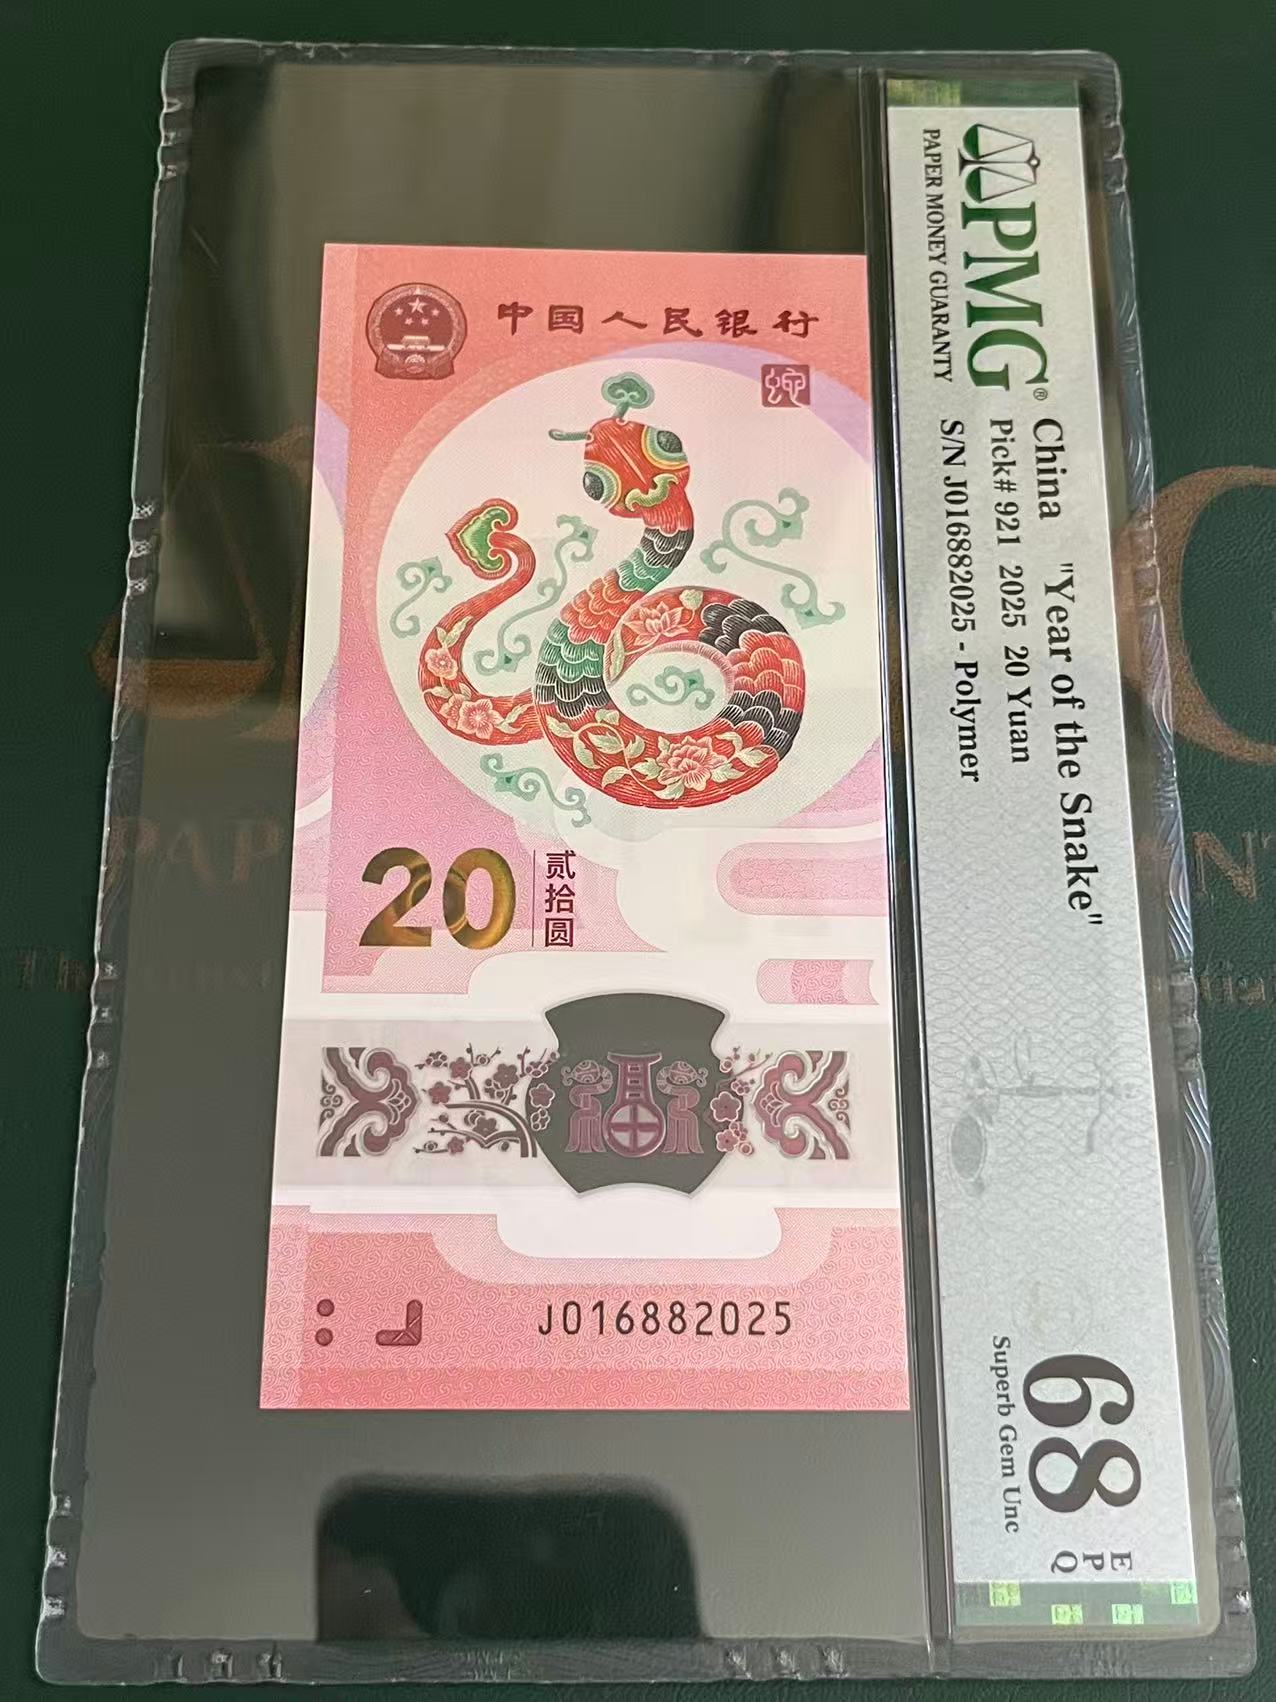 中国人民银行
蛇
20
贰拾圆
J016882025
PMG®
PAPER MONEY GUARANTY
China "Year of the Snake"
Pick# 921 2025 20 Yuan
S/N J016882025 - Polymer
68
EPQ
Superb Gem Unc